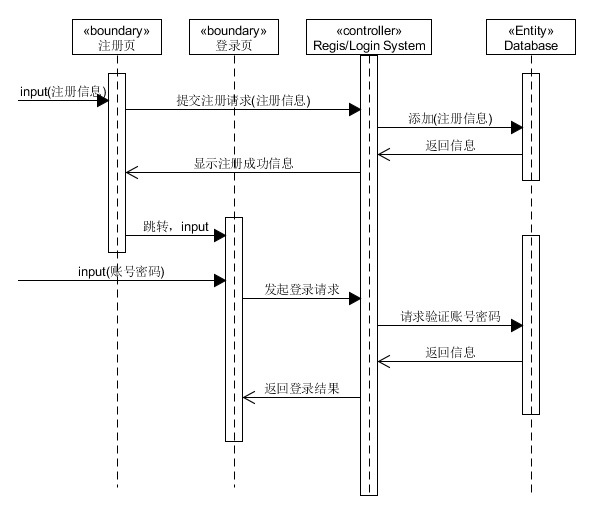 «boundary»
注册页
«boundary»
登录页
«controller»
Regis/Login System
«Entity»
Database
input(注册信息)
提交注册请求(注册信息)
添加(注册信息)
返回信息
显示注册成功信息
跳转，input
input(账号密码)
发起登录请求
请求验证账号密码
返回信息
返回登录结果